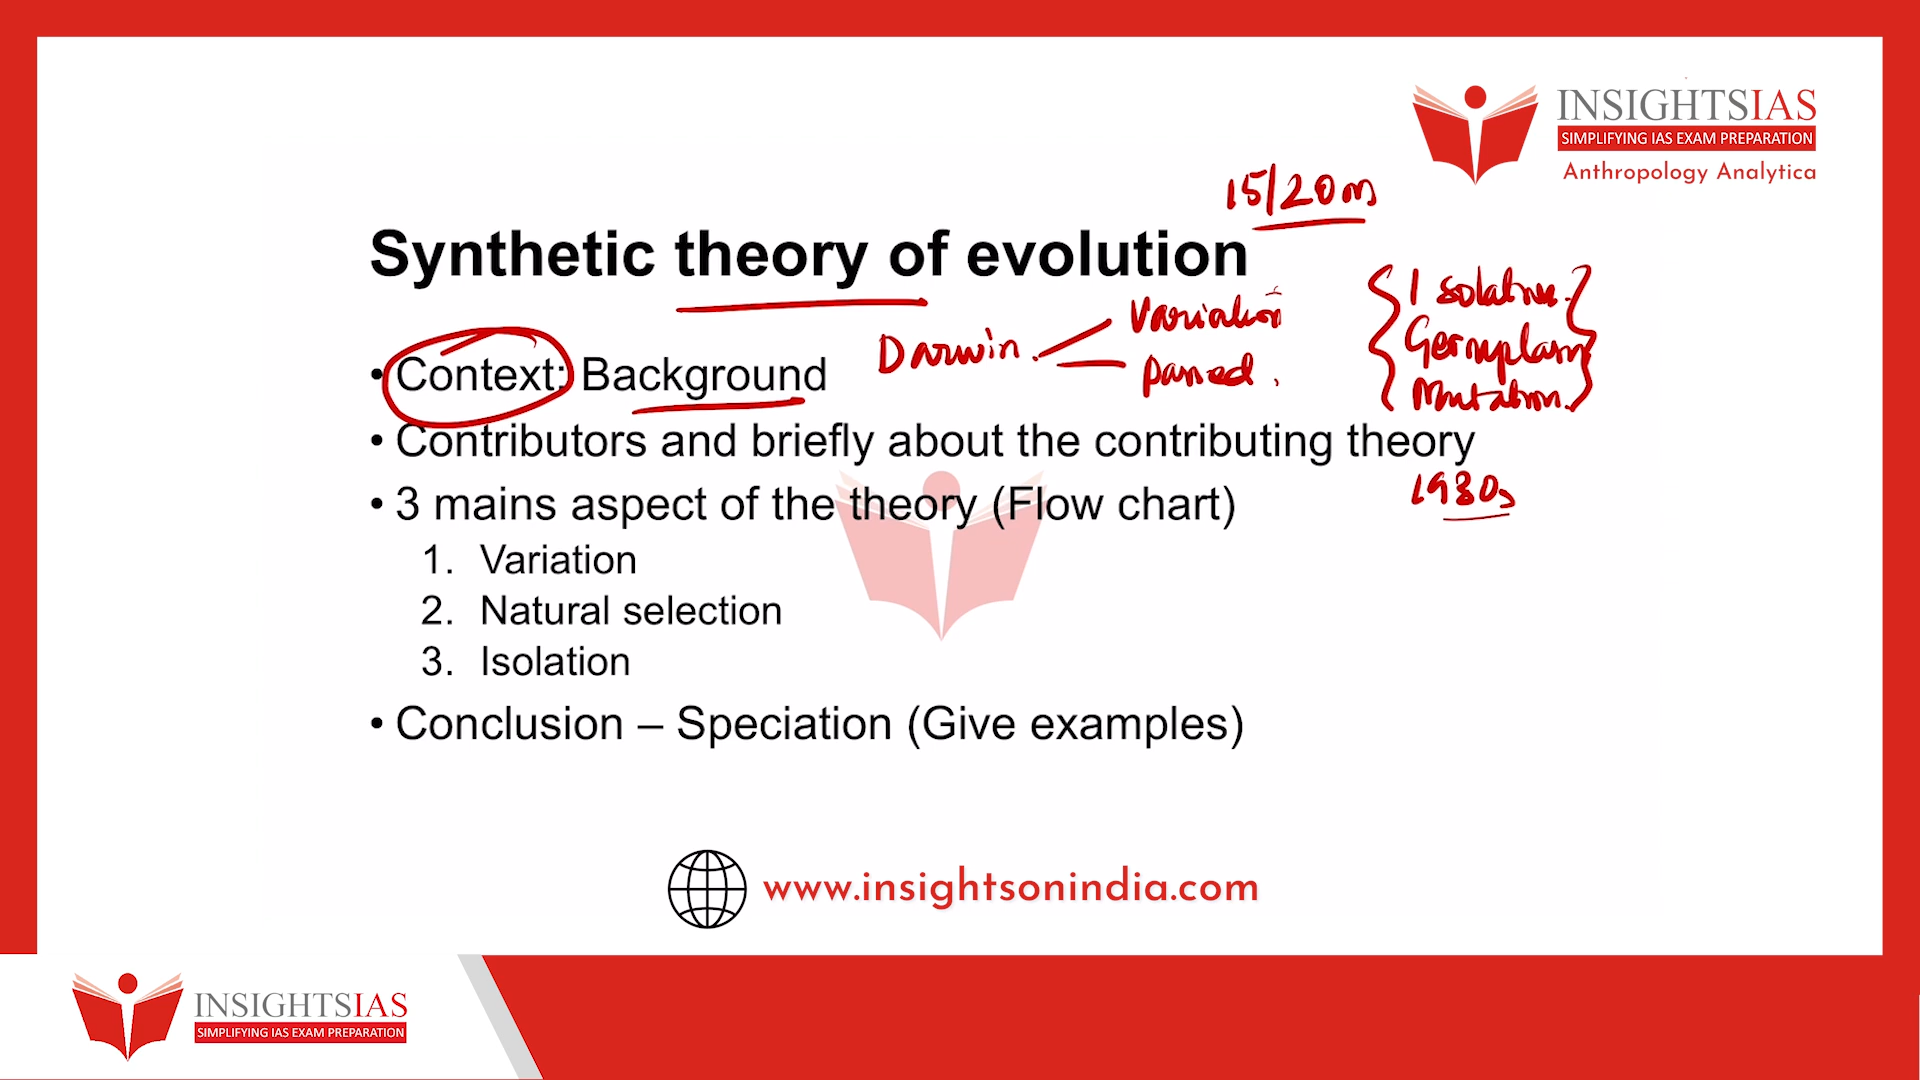 INSIGHTSIAS
SIMPLIFYING IAS EXAM PREPARATION
Anthropology Analytica
15/20m
Synthetic theory of evolution
• Context: Background
Darwin
Variation
passed
Isolation
Germplasm
Mutation
• Contributors and briefly about the contributing theory
1930s
• 3 mains aspect of the theory (Flow chart)
1. Variation
2. Natural selection
3. Isolation
• Conclusion – Speciation (Give examples)
www.insightsonindia.com
INSIGHTSIAS
SIMPLIFYING IAS EXAM PREPARATION